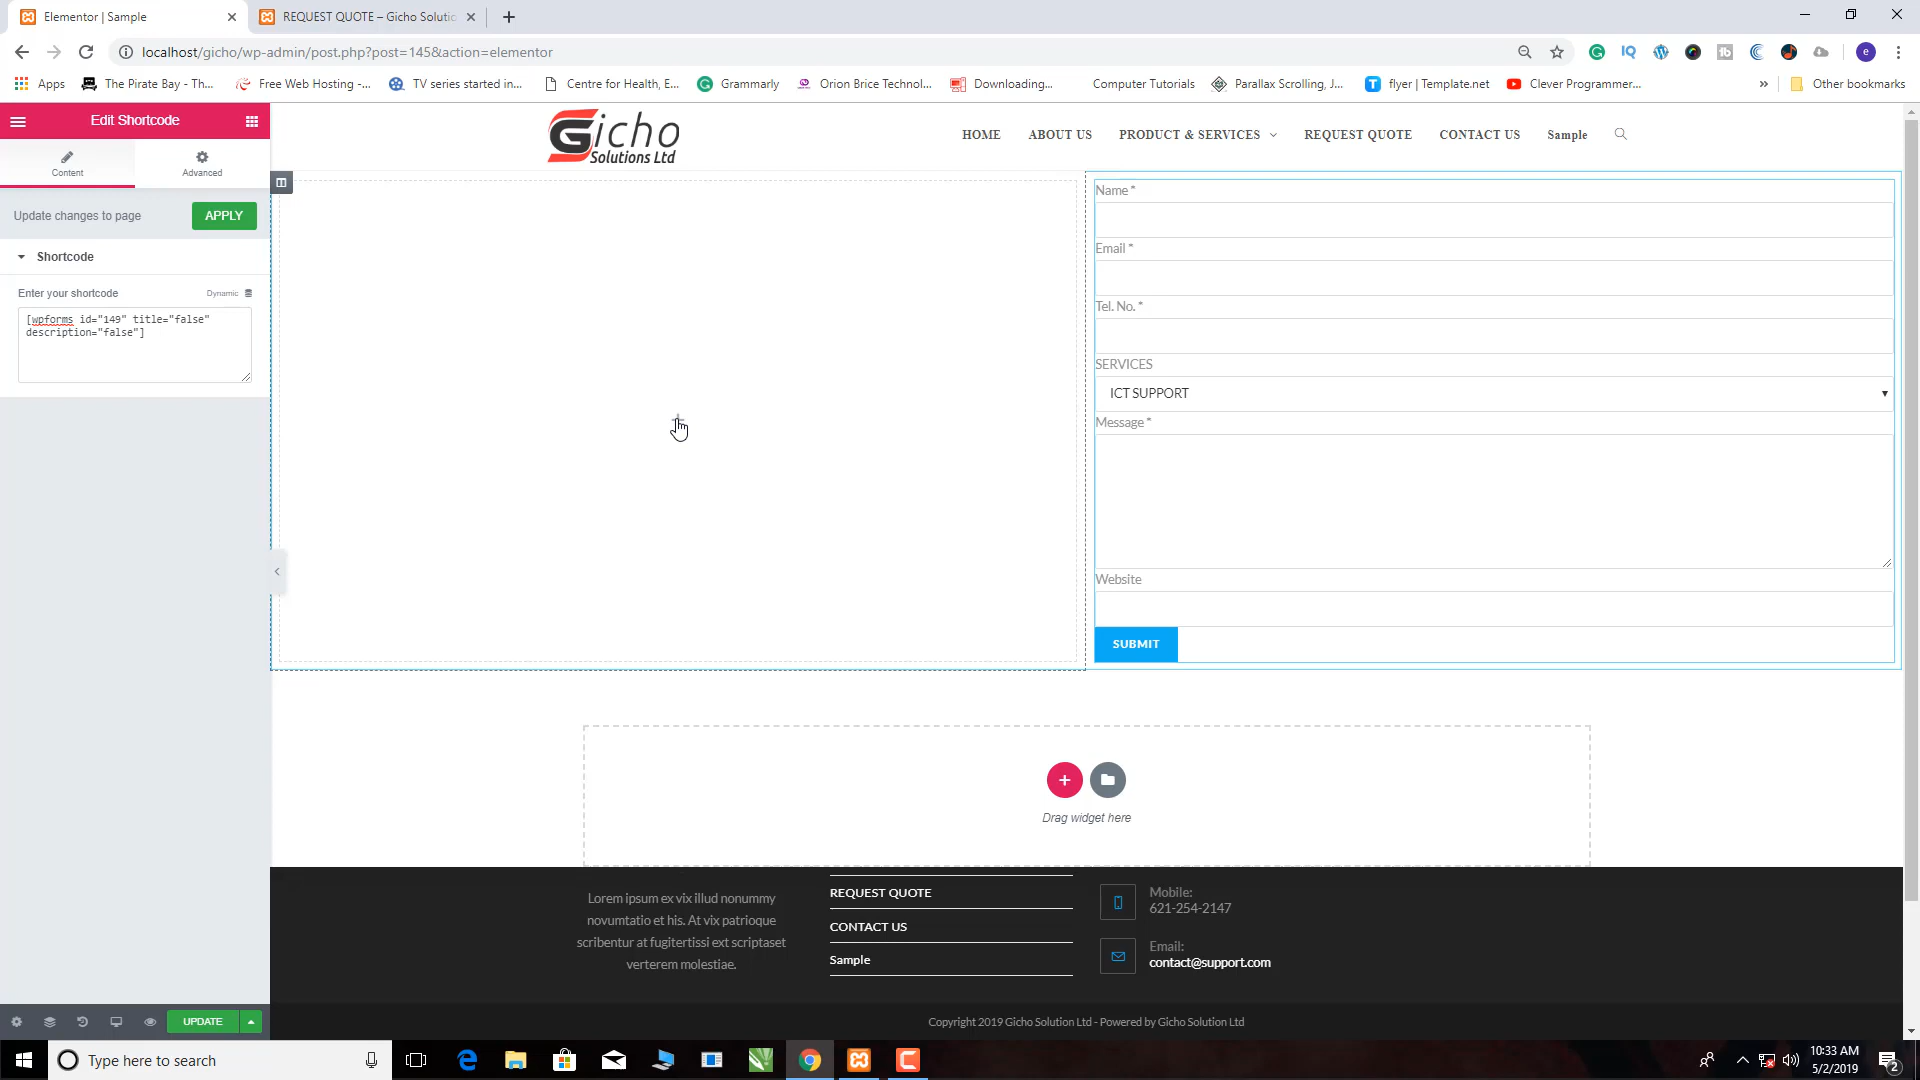 Elementor | Sample
REQUEST QUOTE – Gicho Solutio
localhost/gicho/wp-admin/post.php?post=145&action=elementor
Apps
The Pirate Bay - Th...
Free Web Hosting -...
TV series started in...
Centre for Health, E...
Grammarly
Orion Brice Technol...
Downloading...
Computer Tutorials
Parallax Scrolling, J...
flyer | Template.net
Clever Programmer...
»
Other bookmarks
Edit Shortcode
Content
Advanced
Update changes to page
APPLY
Shortcode
Enter your shortcode
Dynamic
[wpforms id="149" title="false"
description="false"]
UPDATE
Gicho
Solutions Ltd
HOME
ABOUT US
PRODUCT & SERVICES
REQUEST QUOTE
CONTACT US
Sample
Name *
Email *
Tel. No. *
SERVICES
ICT SUPPORT
Message *
Website
SUBMIT
Drag widget here
Lorem ipsum ex vix illud nonummy
novumtatio et his. At vix patrioque
scribentur at fugitertissi ext scriptaset
verterem molestiae.
REQUEST QUOTE
CONTACT US
Sample
Mobile:
621-254-2147
Email:
contact@support.com
Copyright 2019 Gicho Solution Ltd - Powered by Gicho Solution Ltd
Type here to search
10:33 AM
5/2/2019
2